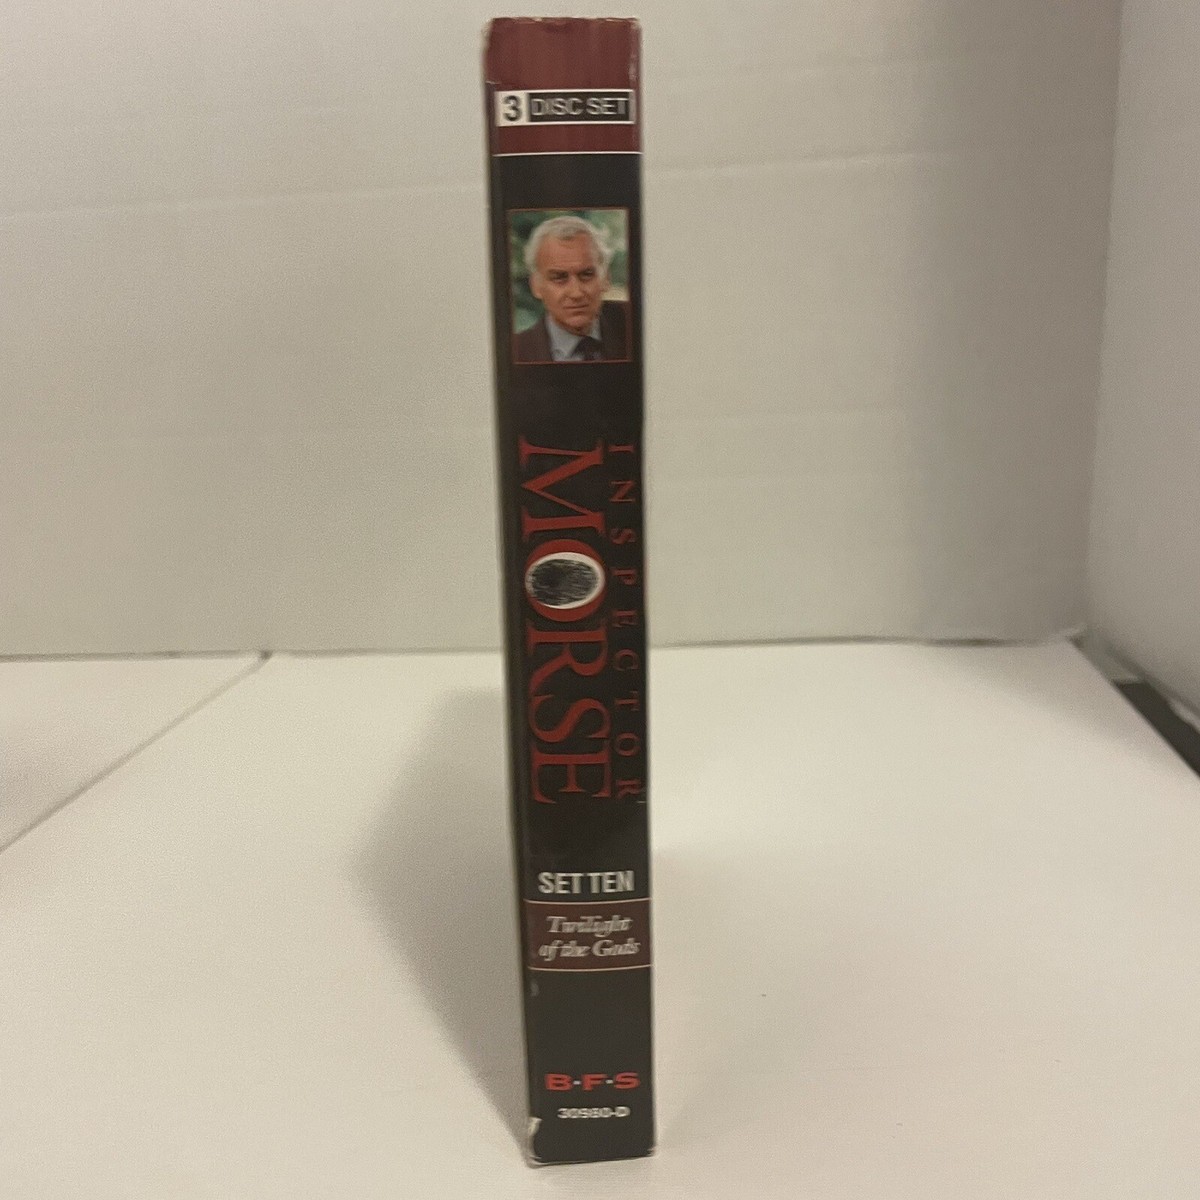 3 DISC SET
INSPECTOR
MORSE
SET TEN
Twilight
of the Gods
B·F·S
30980-D